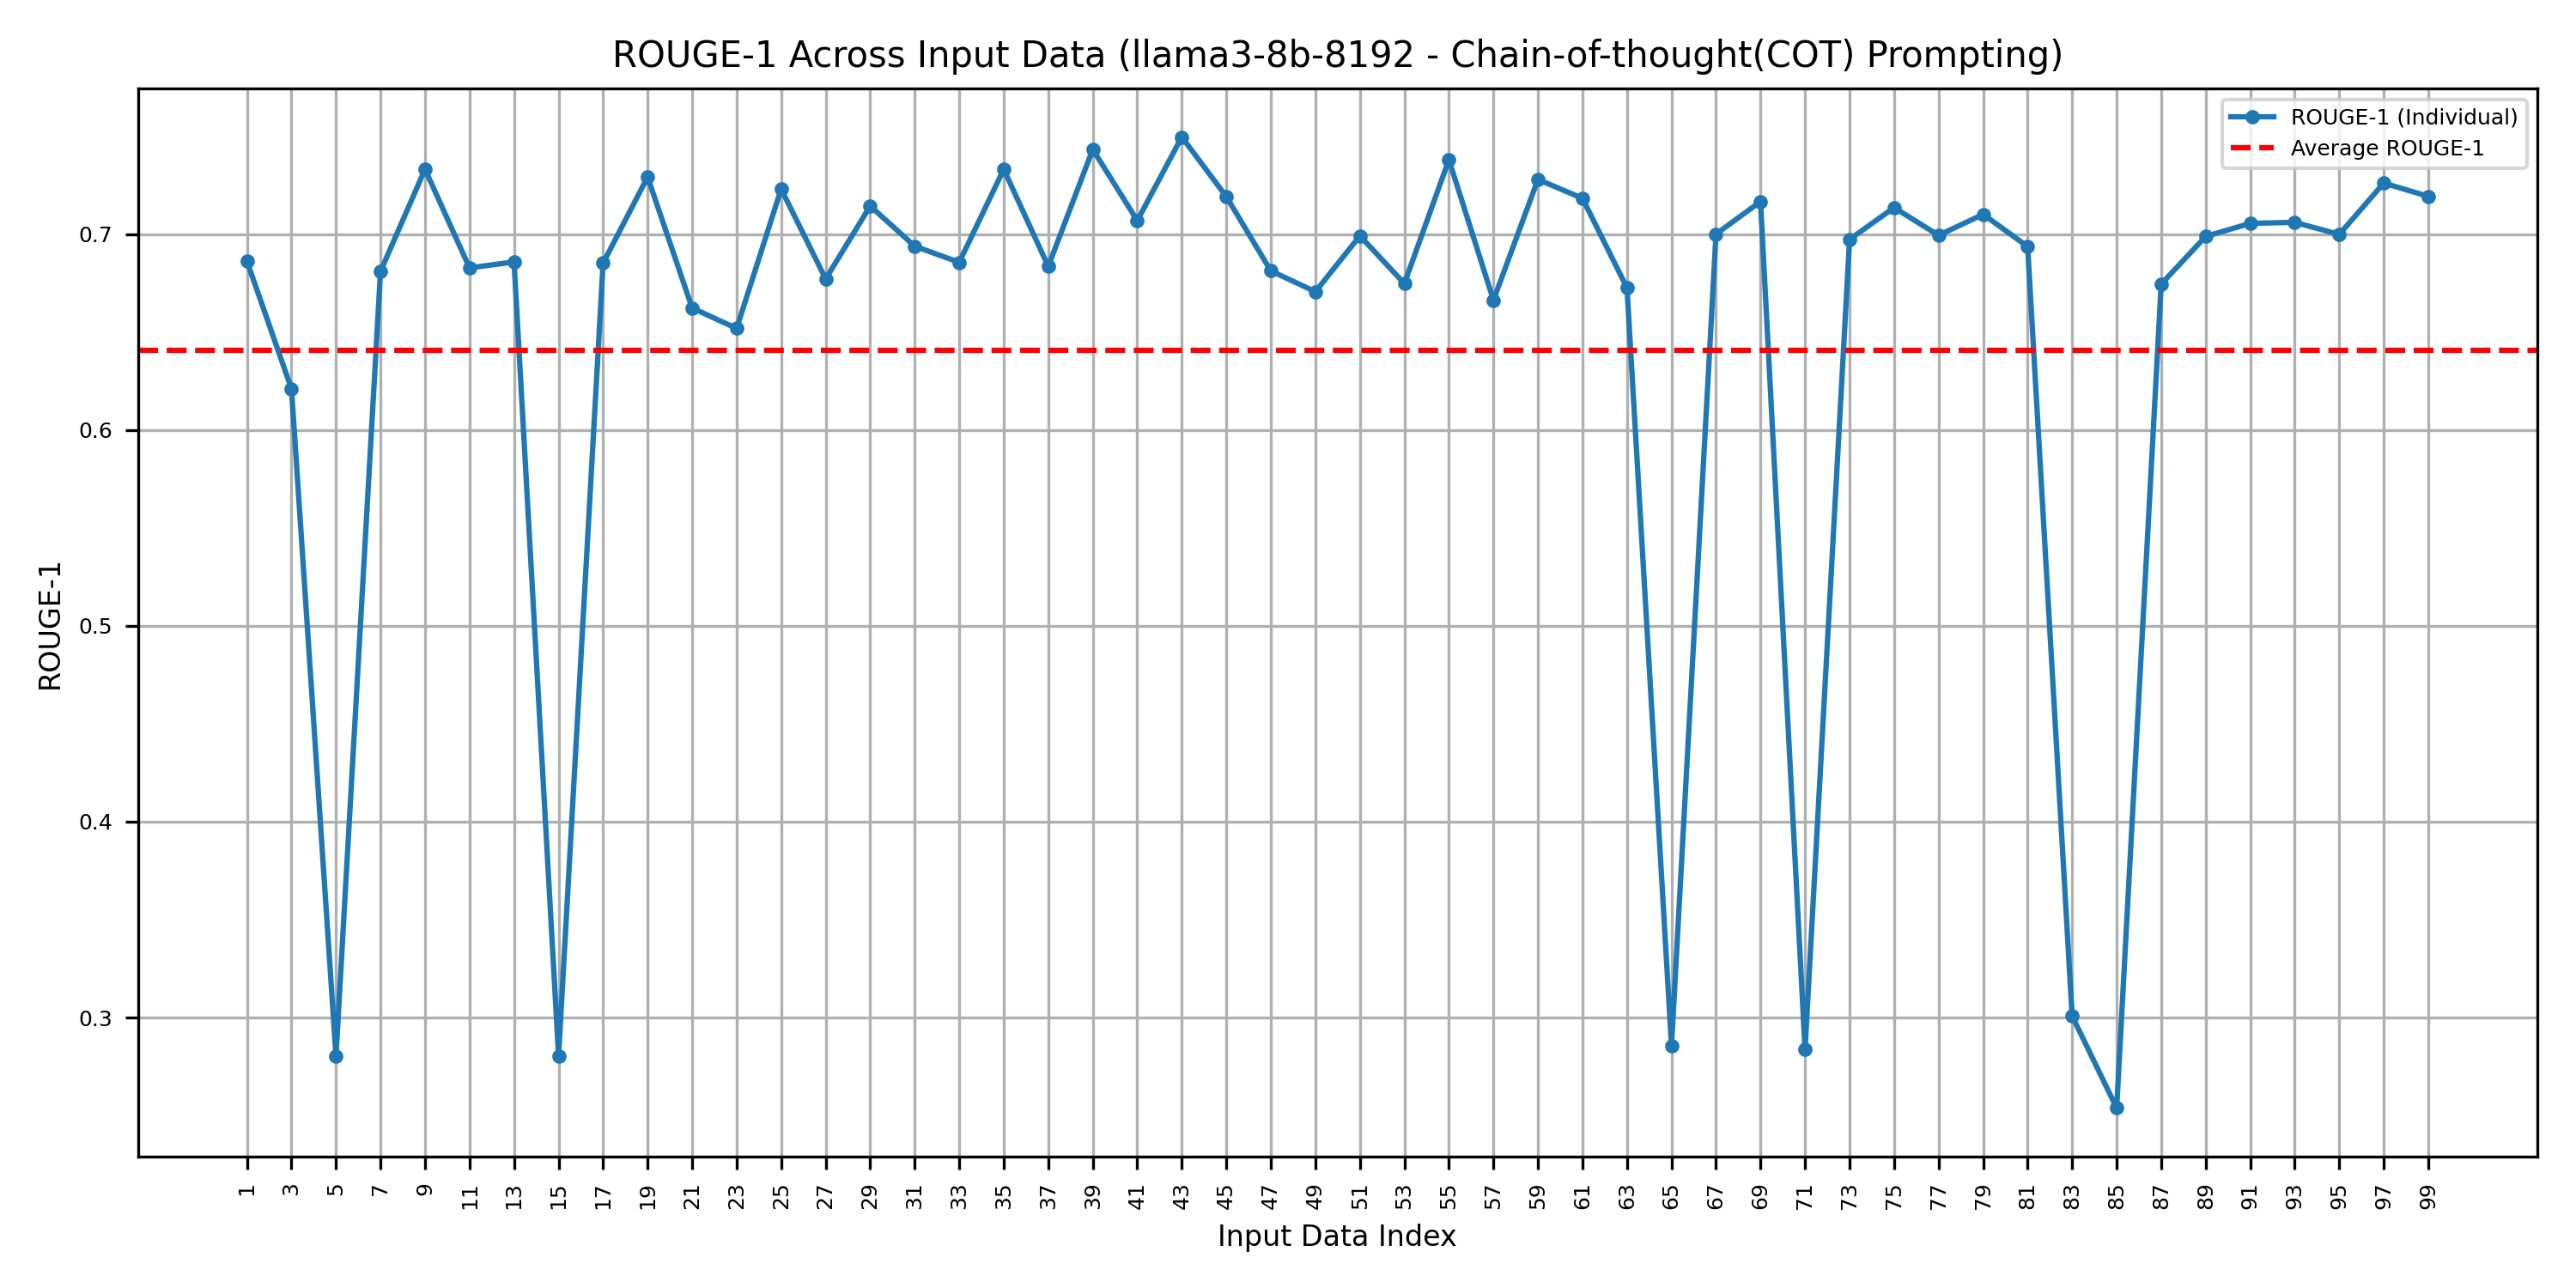 ROUGE-1 Across Input Data (llama3-8b-8192 - Chain-of-thought(COT) Prompting)
ROUGE-1 (Individual)
Average ROUGE-1
0.7
0.6
0.5
0.4
0.3
ROUGE-1
1 3 5 7 9 11 13 15 17 19 21 23 25 27 29 31 33 35 37 39 41 43 45 47 49 51 53 55 57 59 61 63 65 67 69 71 73 75 77 79 81 83 85 87 89 91 93 95 97 99
Input Data Index